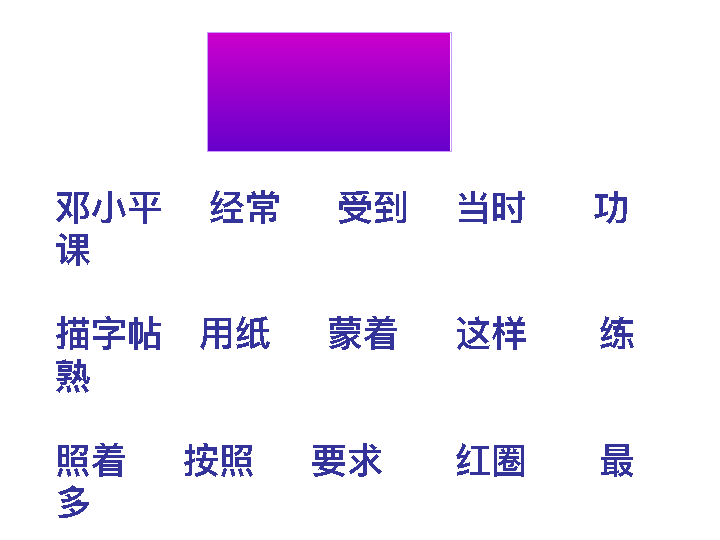 邓小平 经常 受到 当时 功
课
描字帖 用纸 蒙着 这样 练
熟
照着 按照 要求 红圈 最
多